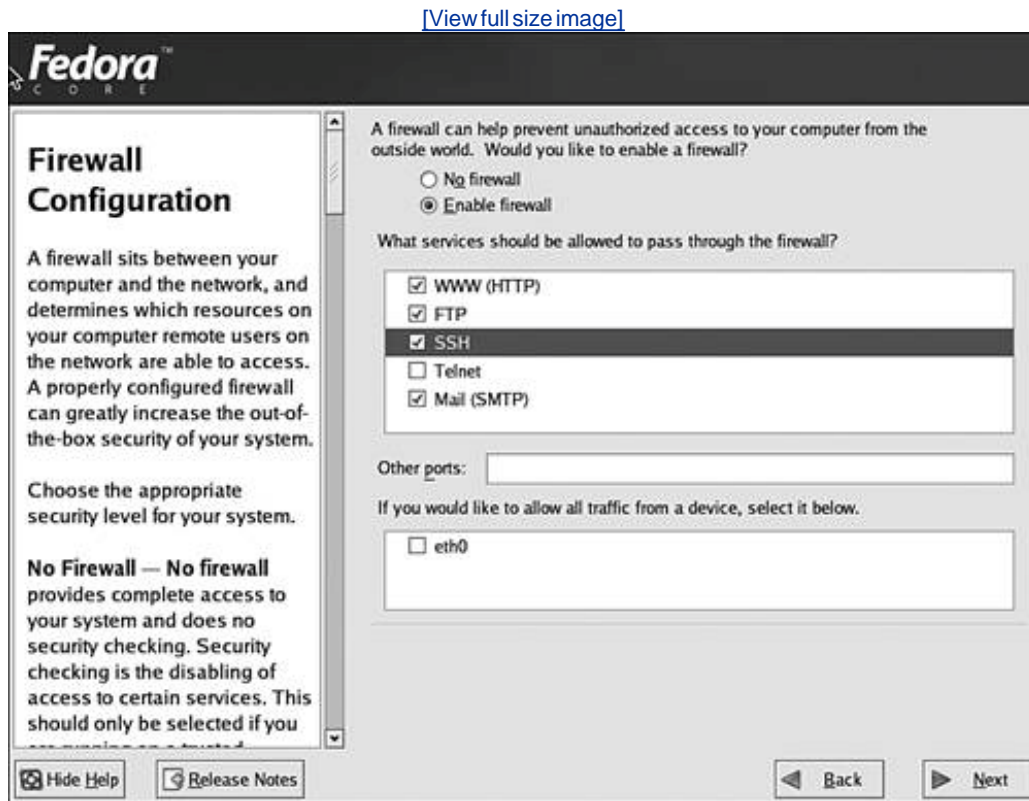 [View full size image]
Fedora™
CORE
Firewall
Configuration
A firewall sits between your
computer and the network, and
determines which resources on
your computer remote users on
the network are able to access.
A properly configured firewall
can greatly increase the out-of-
the-box security of your system.
Choose the appropriate
security level for your system.
No Firewall — No firewall
provides complete access to
your system and does no
security checking. Security
checking is the disabling of
access to certain services. This
should only be selected if you
Hide Help
Release Notes
A firewall can help prevent unauthorized access to your computer from the
outside world. Would you like to enable a firewall?
No firewall
Enable firewall
What services should be allowed to pass through the firewall?
WWW (HTTP)
FTP
SSH
Telnet
Mail (SMTP)
Other ports:
If you would like to allow all traffic from a device, select it below.
eth0
Back
Next